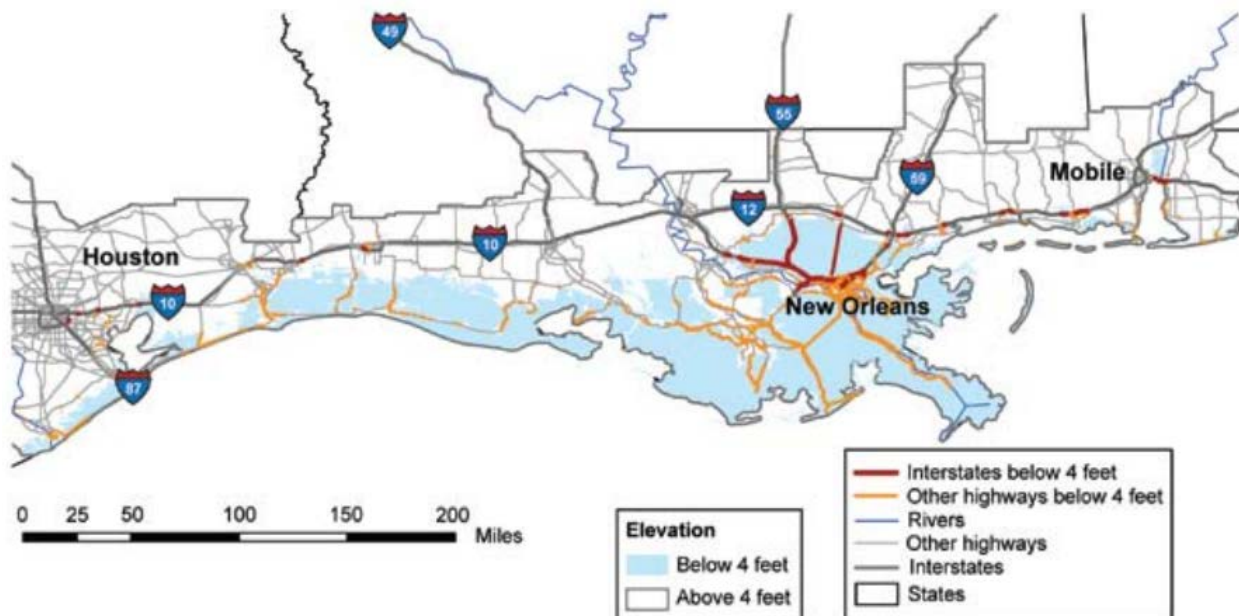 49
55
59
Mobile
12
10
Houston
10
New Orleans
87
0 25 50 100 150 200
Miles
Elevation
Below 4 feet
Above 4 feet
Interstates below 4 feet
Other highways below 4 feet
Rivers
Other highways
Interstates
States